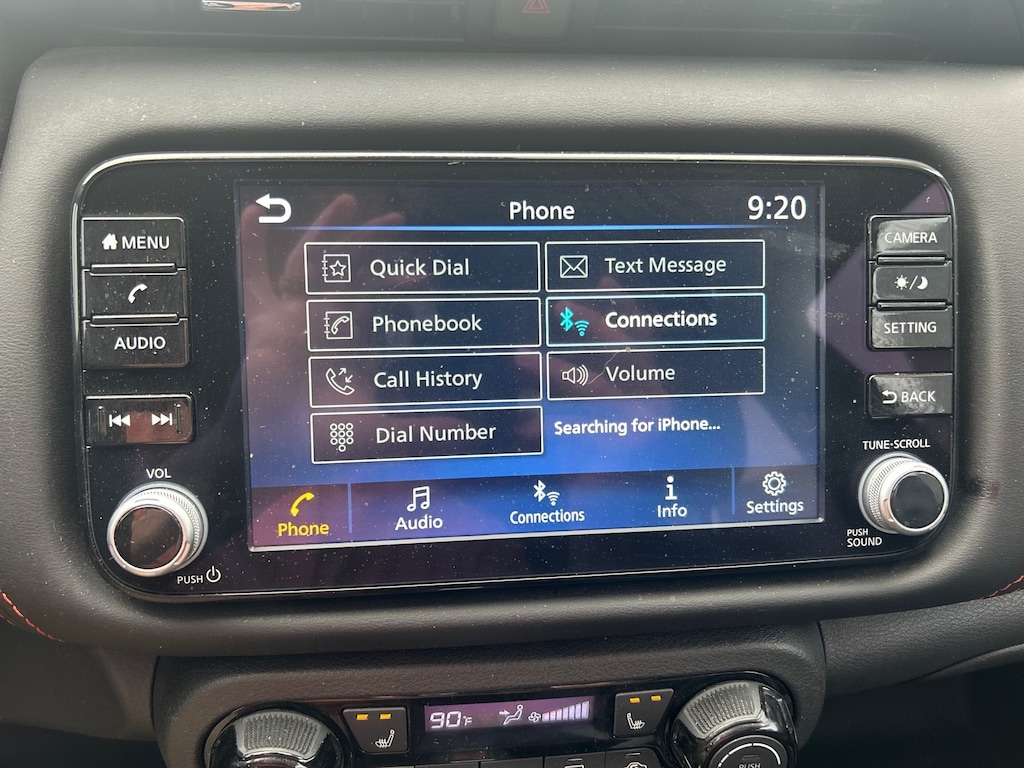 Phone
9:20
MENU
AUDIO
VOL
PUSH
Quick Dial
Text Message
Phonebook
Connections
Call History
Volume
Dial Number
Searching for iPhone...
Phone
Audio
Connections
Info
Settings
CAMERA
SETTING
BACK
TUNE·SCROLL
PUSH
SOUND
90°F
PUSH